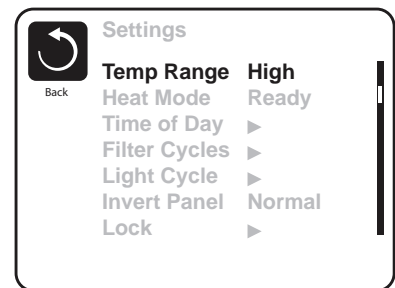 Settings
Back
Temp Range High
Heat Mode Ready
Time of Day ▶
Filter Cycles ▶
Light Cycle ▶
Invert Panel Normal
Lock ▶